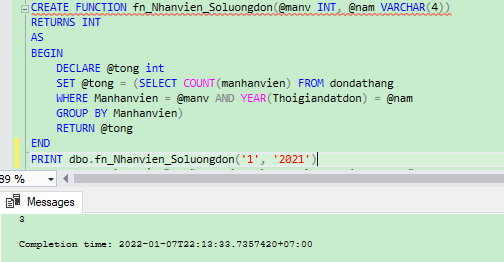 CREATE FUNCTION fn_Nhanvien_Soluongdon(@manv INT, @nam VARCHAR(4))
RETURNS INT
AS
BEGIN
DECLARE @tong int
SET @tong = (SELECT COUNT(manhanvien) FROM dondathang
WHERE Manhanvien = @manv AND YEAR(Thoigiandatdon) = @nam
GROUP BY Manhanvien)
RETURN @tong
END
PRINT dbo.fn_Nhanvien_Soluongdon('1', '2021')
89 %
Messages
3
Completion time: 2022-01-07T22:13:33.7357420+07:00